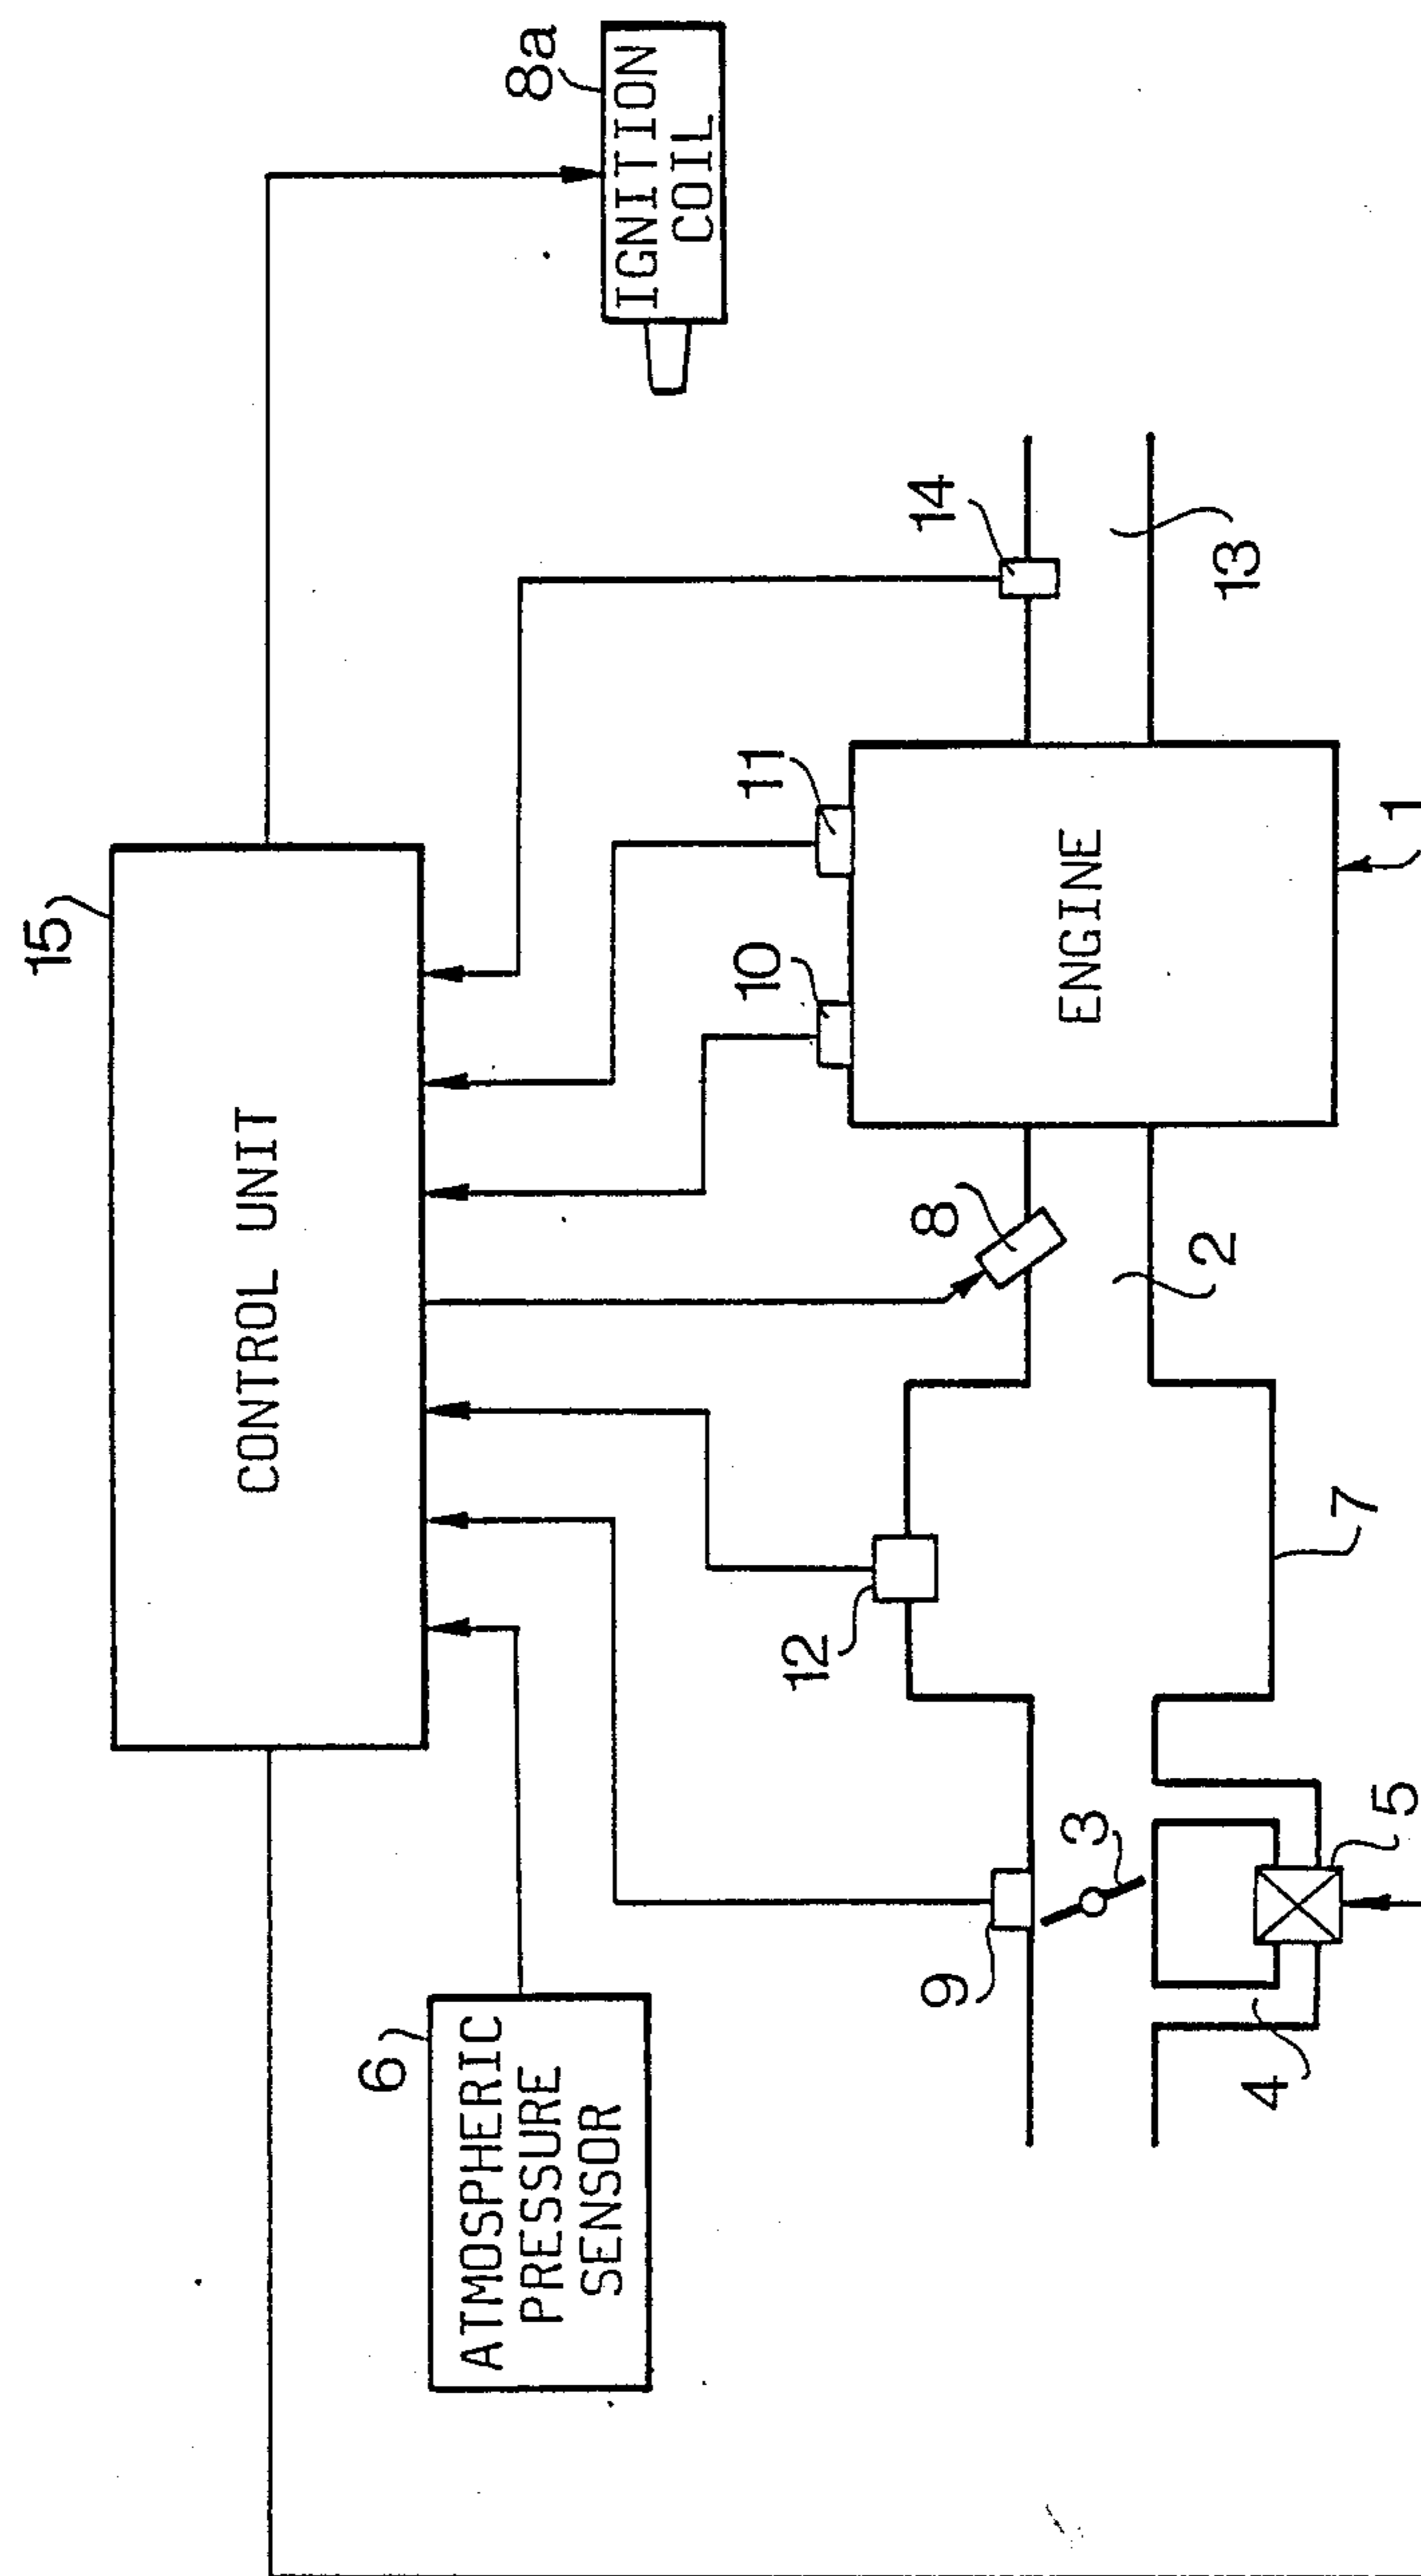 15
CONTROL UNIT
8a
IGNITION
COIL
6
ATMOSPHERIC
PRESSURE
SENSOR
14
11
10
8
12
9
3
ENGINE
13
2
7
5
4
1